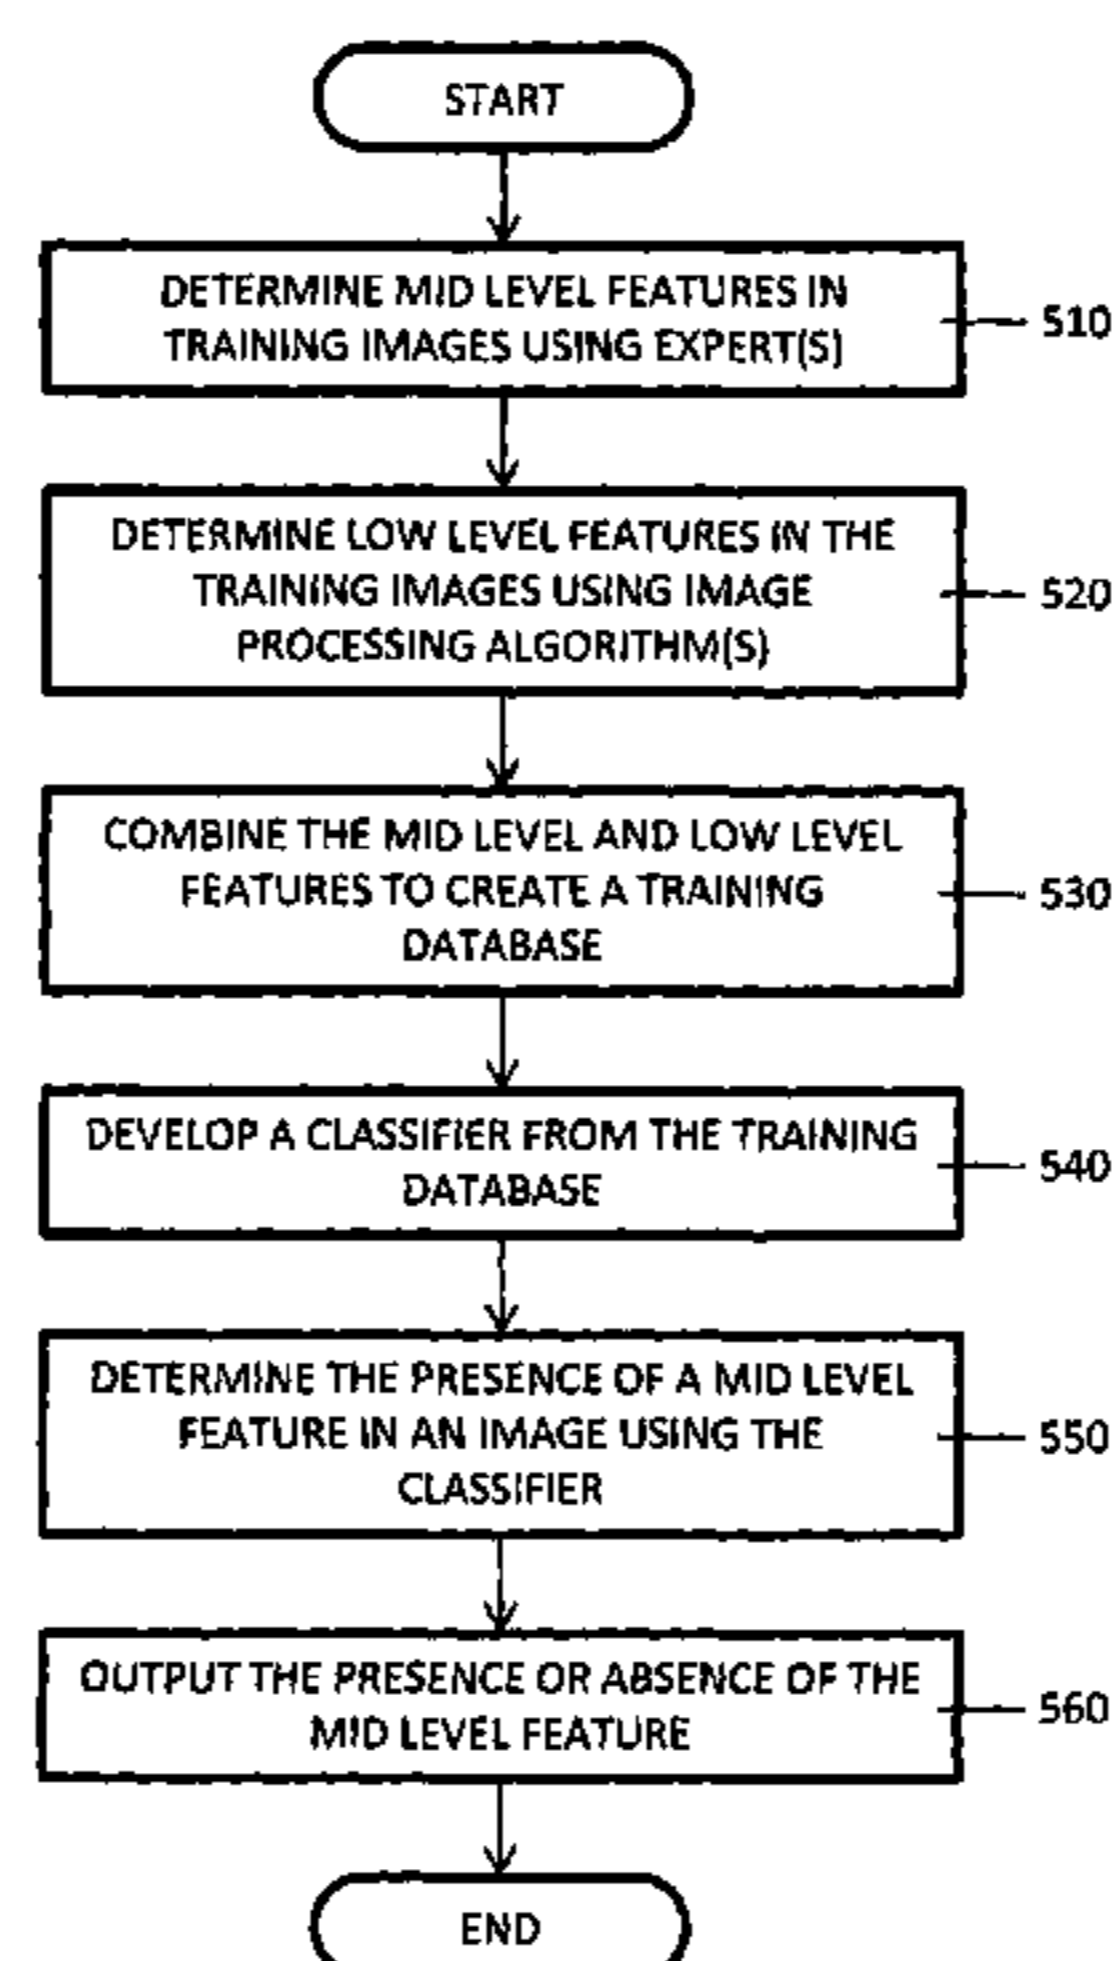 START
DETERMINE MID LEVEL FEATURES IN
TRAINING IMAGES USING EXPERT(S)
510
DETERMINE LOW LEVEL FEATURES IN THE
TRAINING IMAGES USING IMAGE
PROCESSING ALGORITHM(S)
520
COMBINE THE MID LEVEL AND LOW LEVEL
FEATURES TO CREATE A TRAINING
DATABASE
530
DEVELOP A CLASSIFIER FROM THE TRAINING
DATABASE
540
DETERMINE THE PRESENCE OF A MID LEVEL
FEATURE IN AN IMAGE USING THE
CLASSIFIER
550
OUTPUT THE PRESENCE OR ABSENCE OF THE
MID LEVEL FEATURE
560
END